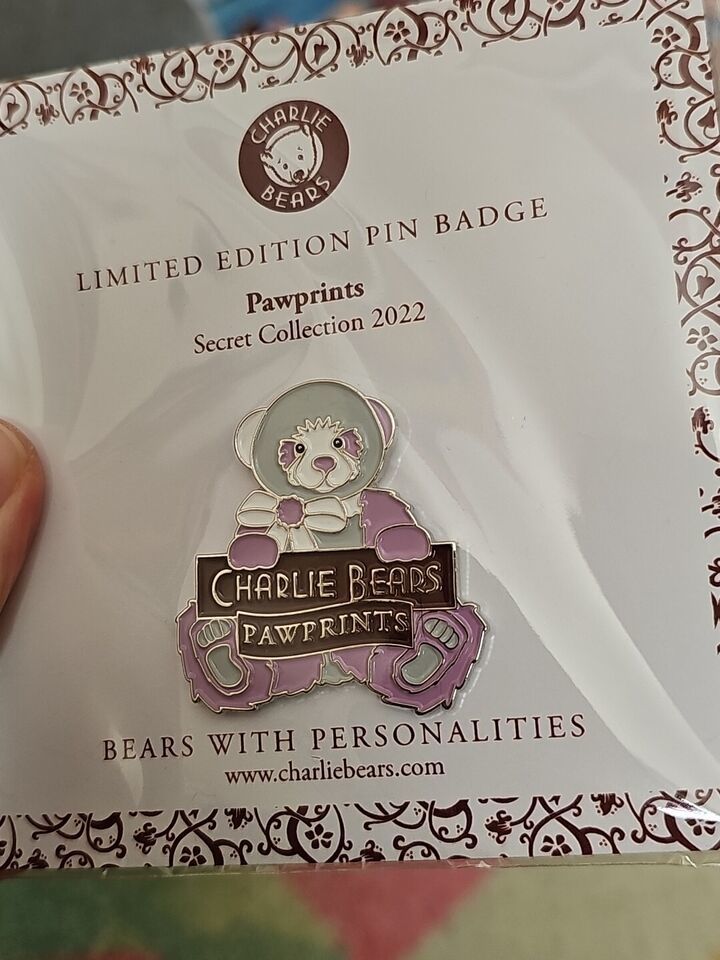 CHARLIE
BEARS
LIMITED EDITION PIN BADGE
Pawprints
Secret Collection 2022
CHARLIE BEARS
PAWPRINTS
BEARS WITH PERSONALITIES
www.charliebears.com